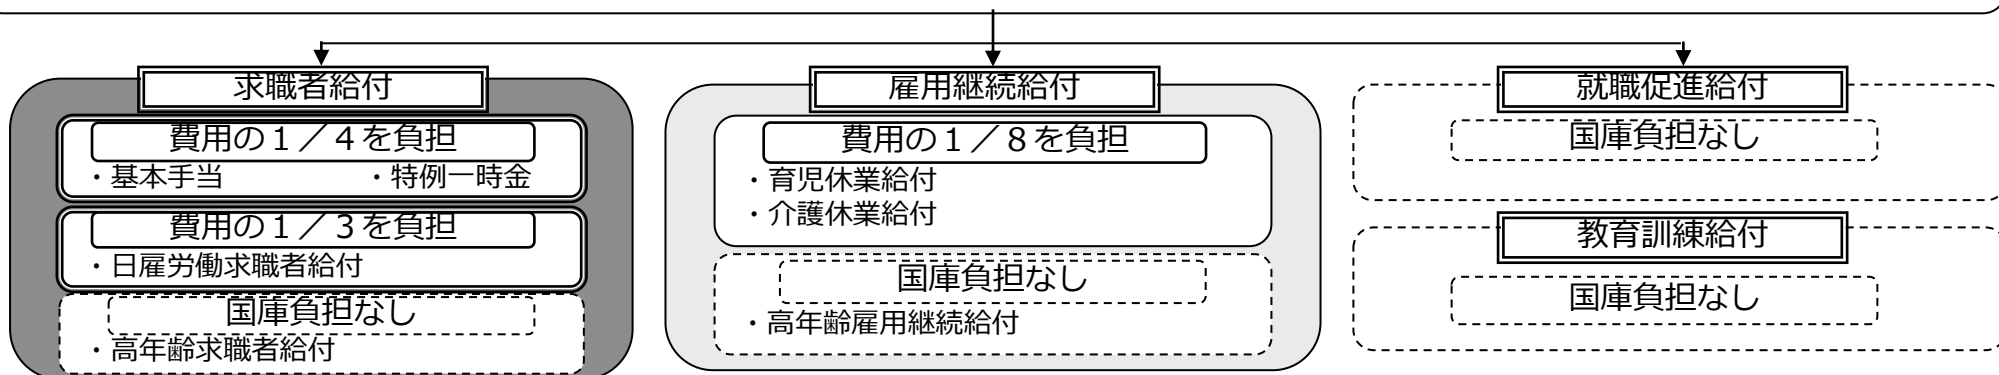 求職者給付
費用の１／４を負担
・基本手当　・特例一時金
費用の１／３を負担
・日雇労働求職者給付
国庫負担なし
・高年齢求職者給付
雇用継続給付
費用の１／８を負担
・育児休業給付
・介護休業給付
国庫負担なし
・高年齢雇用継続給付
就職促進給付
国庫負担なし
教育訓練給付
国庫負担なし